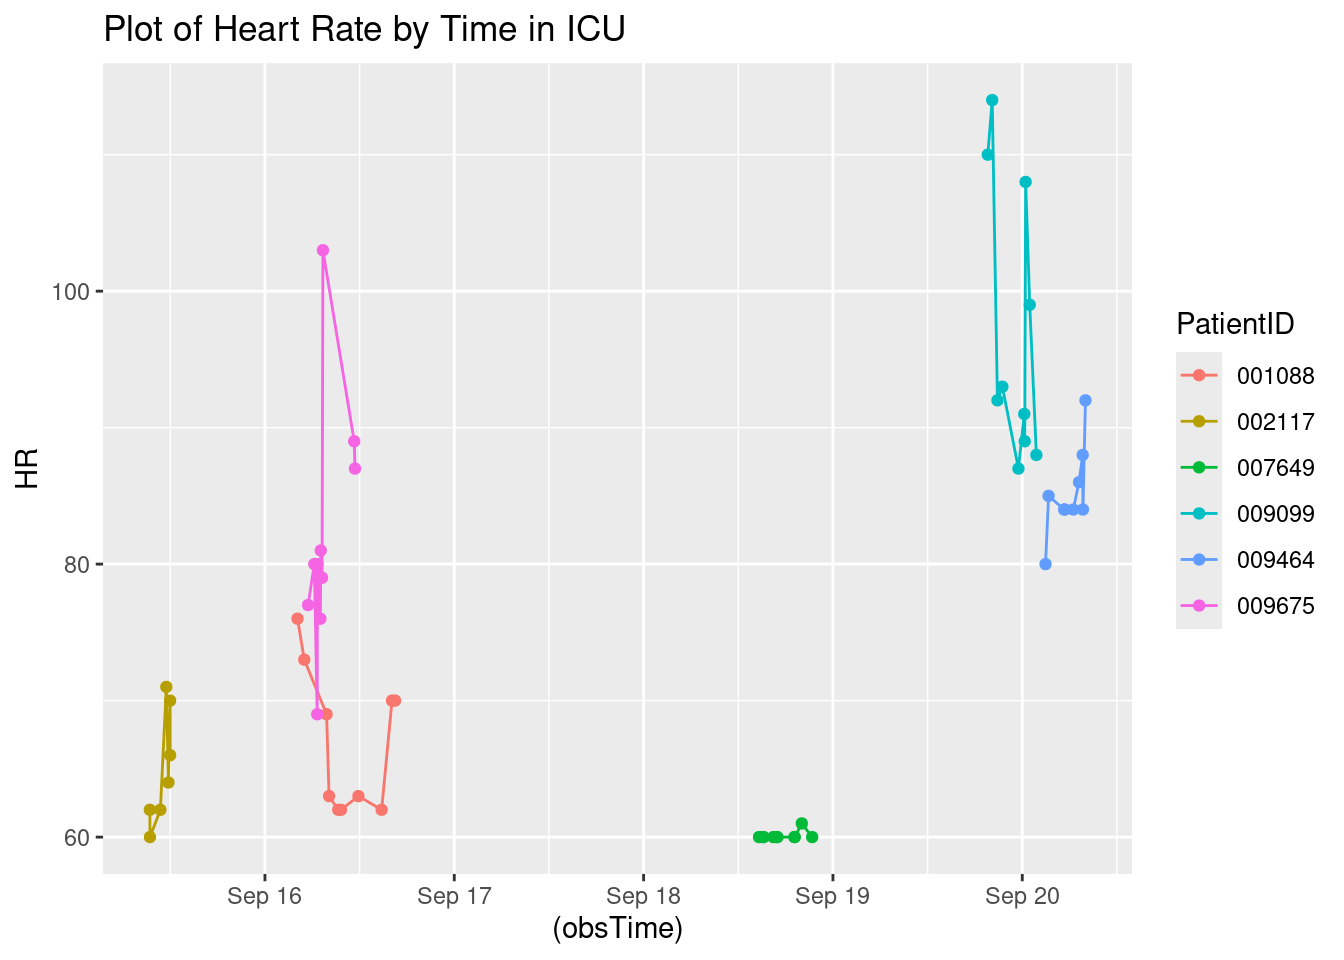 Plot of Heart Rate by Time in ICU
HR
100
80
60
Sep 16 Sep 17 Sep 18 Sep 19 Sep 20
(obsTime)
PatientID
001088
002117
007649
009099
009464
009675